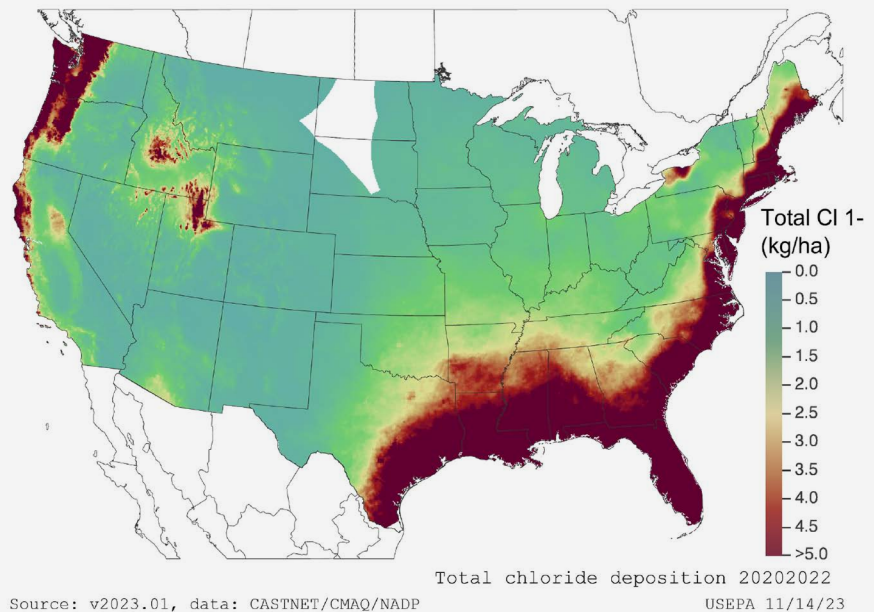 Total Cl 1-
(kg/ha)
0.0
0.5
1.0
1.5
2.0
2.5
3.0
3.5
4.0
4.5
>5.0
Total chloride deposition 20202022
Source: v2023.01, data: CASTNET/CMAQ/NADP
USEPA 11/14/23